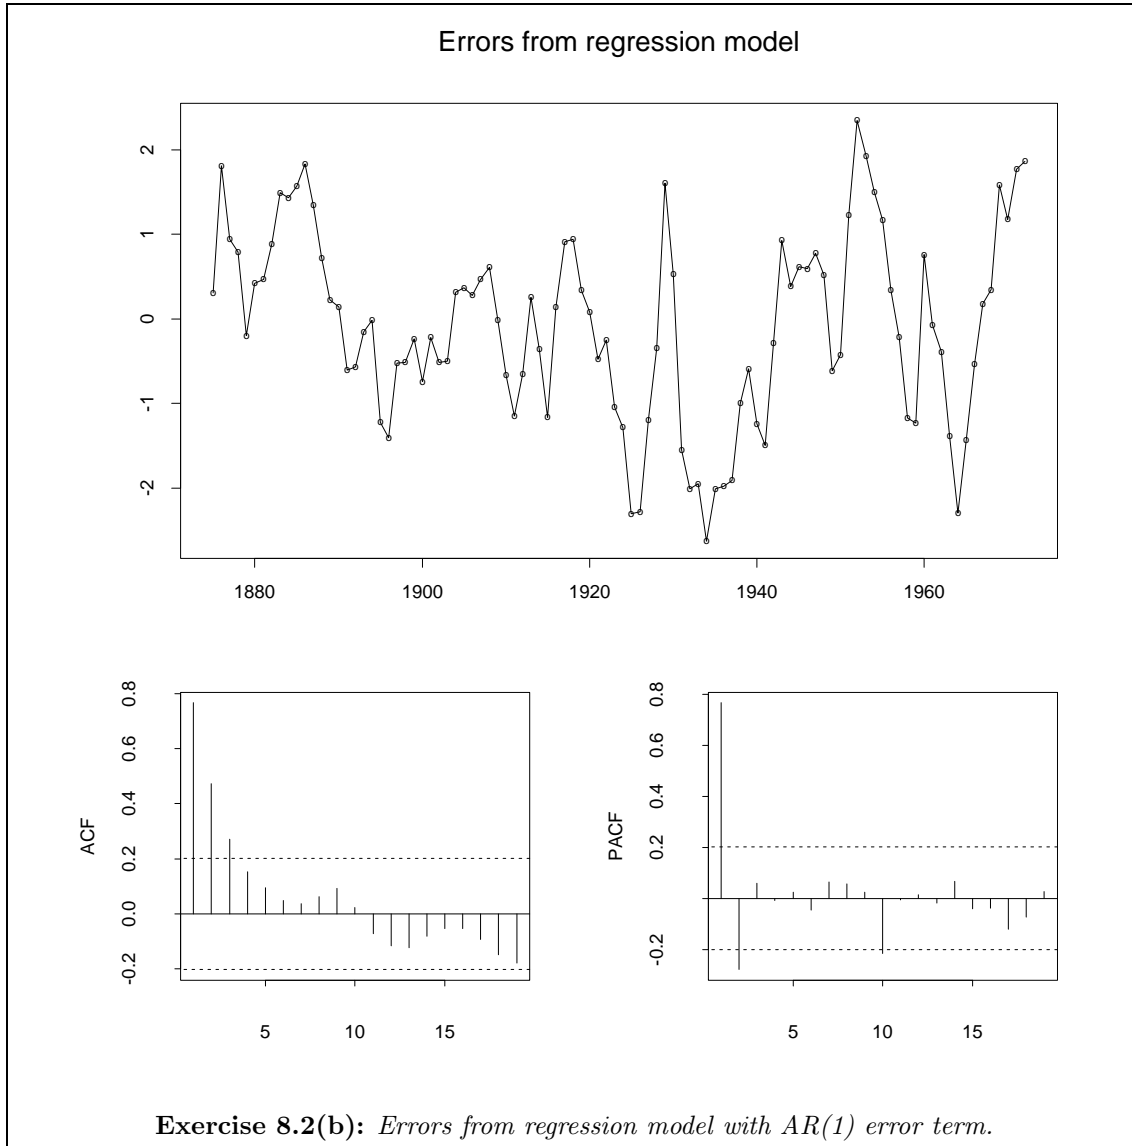 Errors from regression model
2
1
0
-1
-2
1880 1900 1920 1940 1960
ACF
0.8
0.6
0.4
0.2
0.0
-0.2
5 10 15
PACF
0.8
0.6
0.4
0.2
-0.2
5 10 15
Exercise 8.2(b): Errors from regression model with AR(1) error term.